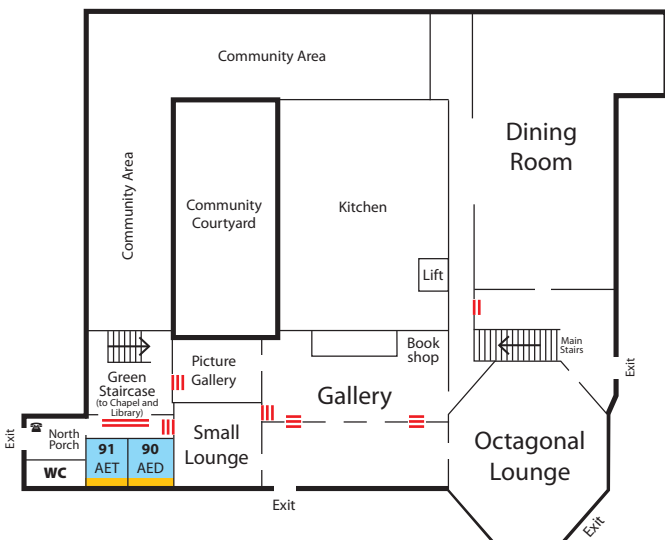 Community Area
Dining
Room
Community Area
Community
Courtyard
Kitchen
Lift
Book
shop
Main
Stairs
Picture
Gallery
Green
Staircase
(to Chapel and
Library)
Gallery
Exit
North
Porch
Exit
Small
Lounge
Octagonal
Lounge
91
AET
90
AED
WC
Exit
Exit